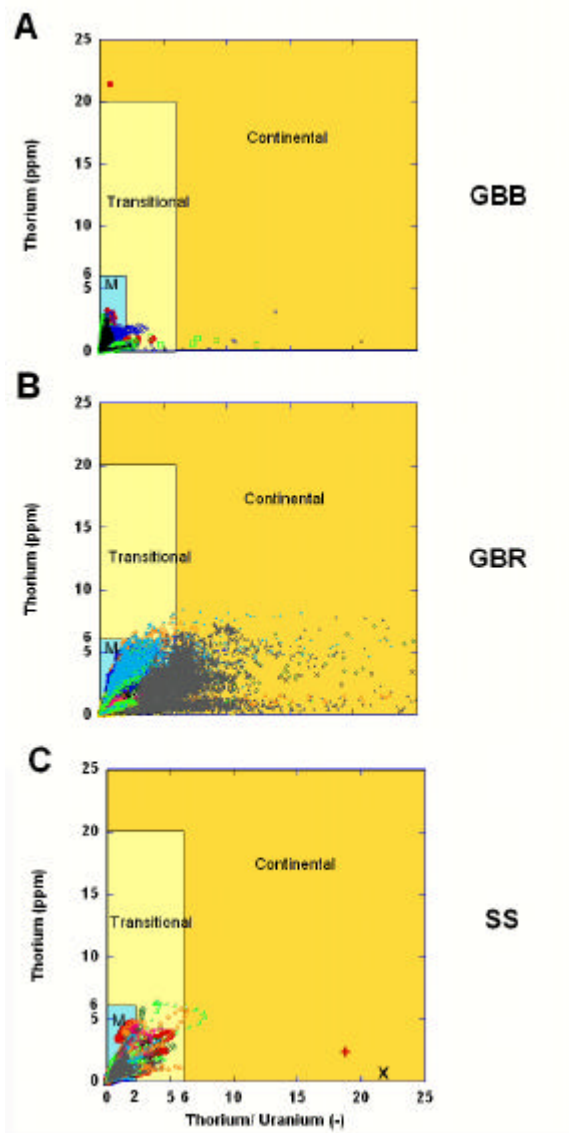 A
25
20
15
10
6
5
0
Thorium (ppm)
Continental
Transitional
M
GBB
B
25
20
15
10
6
5
0
Thorium (ppm)
Continental
Transitional
M
GBR
C
25
20
15
10
6
5
0
Thorium (ppm)
Continental
Transitional
M
SS
0 2 5 6 10 15 20 25
Thorium/ Uranium (-)